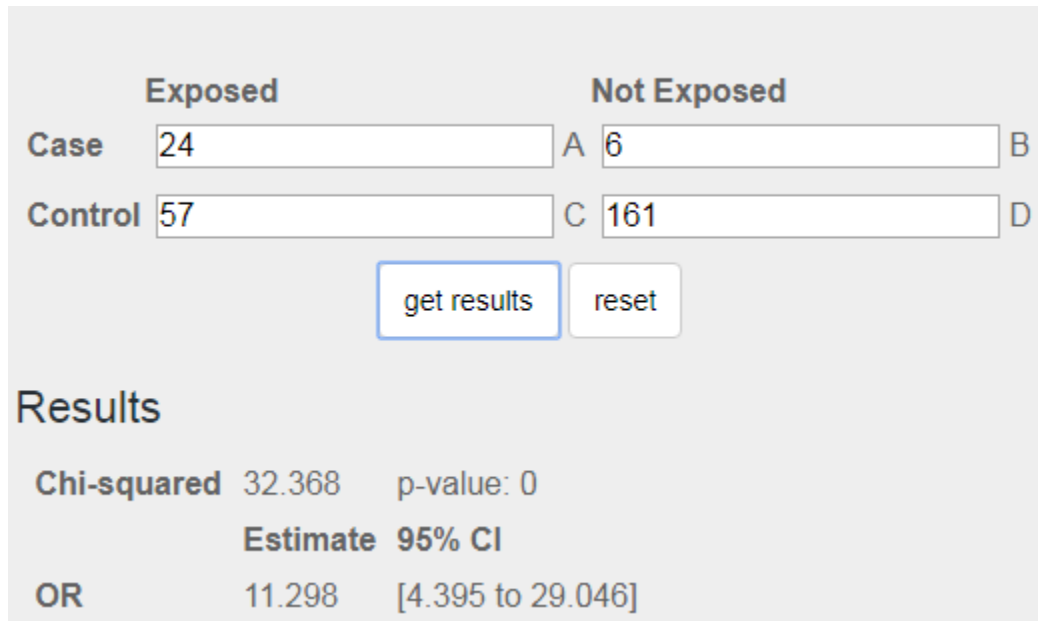 Exposed Not Exposed
Case 24 A 6 B
Control 57 C 161 D
get results reset
Results
Chi-squared 32.368 p-value: 0
Estimate 95% CI
OR 11.298 [4.395 to 29.046]